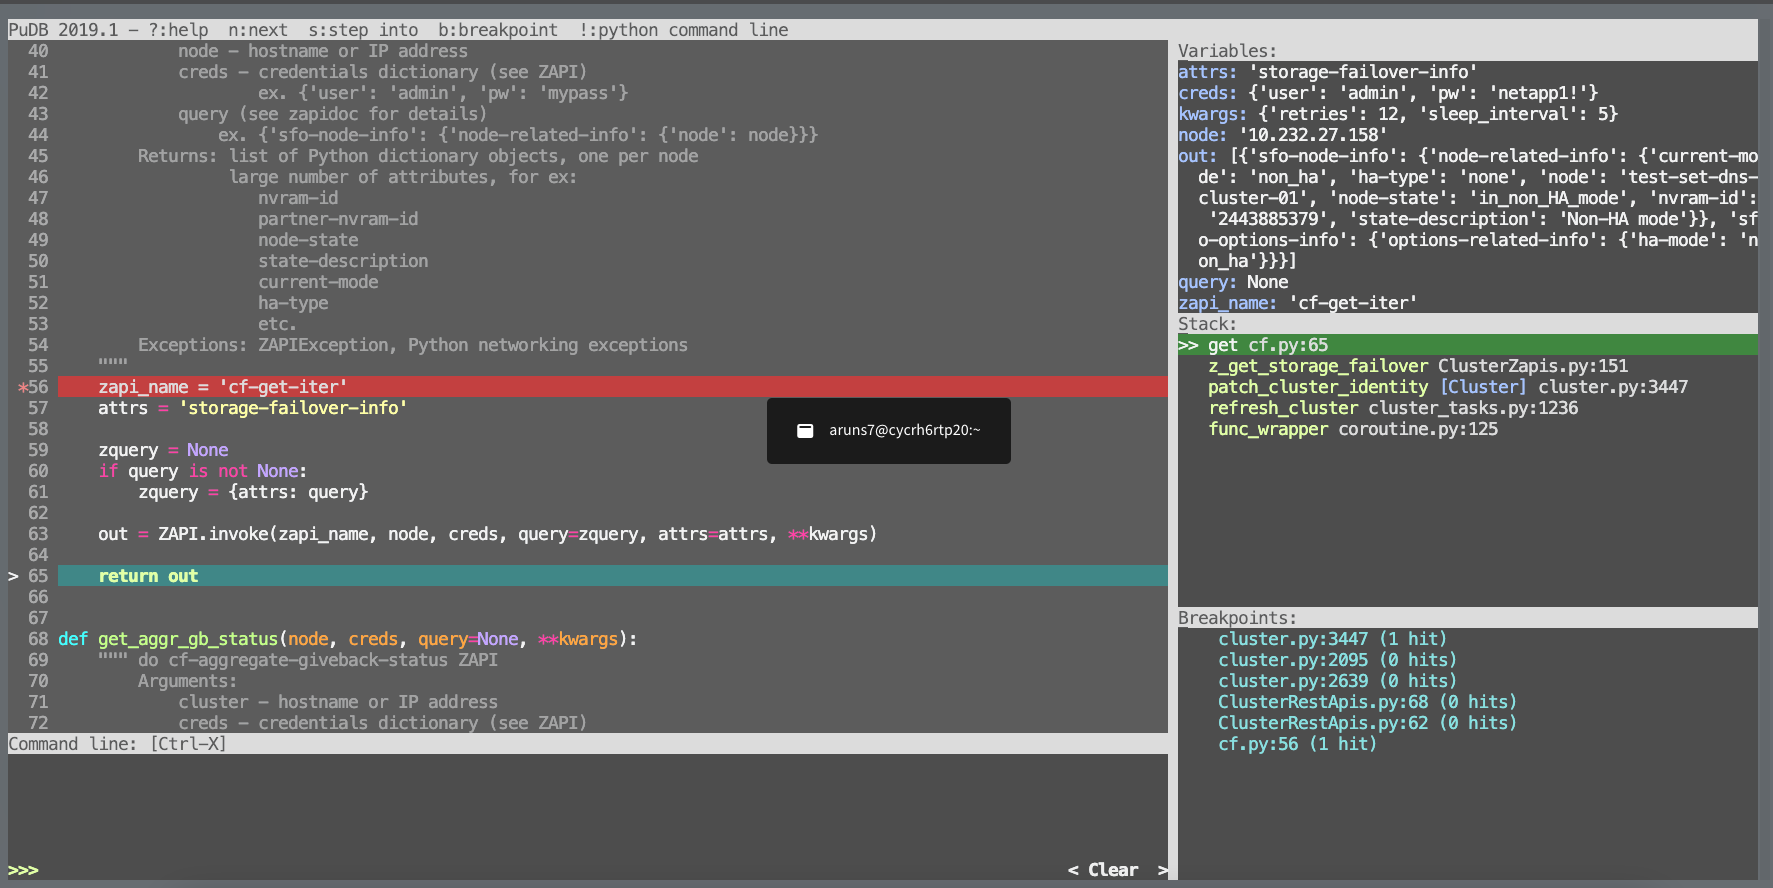 PuDB 2019.1 - ?:help  n:next  s:step into  b:breakpoint  !:python command line
40             node - hostname or IP address
41             creds - credentials dictionary (see ZAPI)
42                     ex. {'user': 'admin', 'pw': 'mypass'}
43             query (see zapidoc for details)
44                 ex. {'sfo-node-info': {'node-related-info': {'node': node}}}
45         Returns: list of Python dictionary objects, one per node
46                  large number of attributes, for ex:
47                     nvram-id
48                     partner-nvram-id
49                     node-state
50                     state-description
51                     current-mode
52                     ha-type
53                     etc.
54         Exceptions: ZAPIException, Python networking exceptions
55     """
*56     zapi_name = 'cf-get-iter'
57     attrs = 'storage-failover-info'
58
59     zquery = None
60     if query is not None:
61         zquery = {attrs: query}
62
63     out = ZAPI.invoke(zapi_name, node, creds, query=zquery, attrs=attrs, **kwargs)
64
> 65     return out
66
67
68 def get_aggr_gb_status(node, creds, query=None, **kwargs):
69     """ do cf-aggregate-giveback-status ZAPI
70         Arguments:
71             cluster - hostname or IP address
72             creds - credentials dictionary (see ZAPI)
aruns7@cycrh6rtp20:~
Command line: [Ctrl-X]
>>>
< Clear  >
Variables:
attrs: 'storage-failover-info'
creds: {'user': 'admin', 'pw': 'netapp1!'}
kwargs: {'retries': 12, 'sleep_interval': 5}
node: '10.232.27.158'
out: [{'sfo-node-info': {'node-related-info': {'current-mo
de': 'non_ha', 'ha-type': 'none', 'node': 'test-set-dns-
cluster-01', 'node-state': 'in_non_HA_mode', 'nvram-id':
'2443885379', 'state-description': 'Non-HA mode'}}, 'sf
o-options-info': {'options-related-info': {'ha-mode': 'n
on_ha'}}}]
query: None
zapi_name: 'cf-get-iter'
Stack:
>> get cf.py:65
z_get_storage_failover ClusterZapis.py:151
patch_cluster_identity [Cluster] cluster.py:3447
refresh_cluster cluster_tasks.py:1236
func_wrapper coroutine.py:125
Breakpoints:
cluster.py:3447 (1 hit)
cluster.py:2095 (0 hits)
cluster.py:2639 (0 hits)
ClusterRestApis.py:68 (0 hits)
ClusterRestApis.py:62 (0 hits)
cf.py:56 (1 hit)